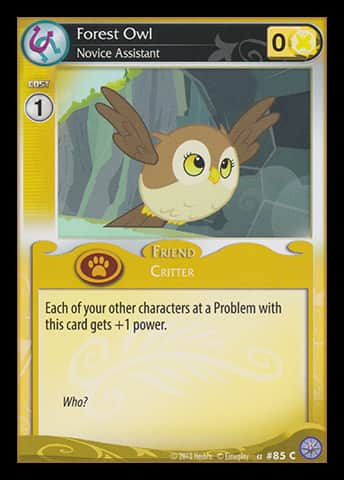 Forest Owl
Novice Assistant
0
COST
1
FRIEND
CRITTER
Each of your other characters at a Problem with
this card gets +1 power.
Who?
© 2013 Hasbro. © Enterplay α #85 C